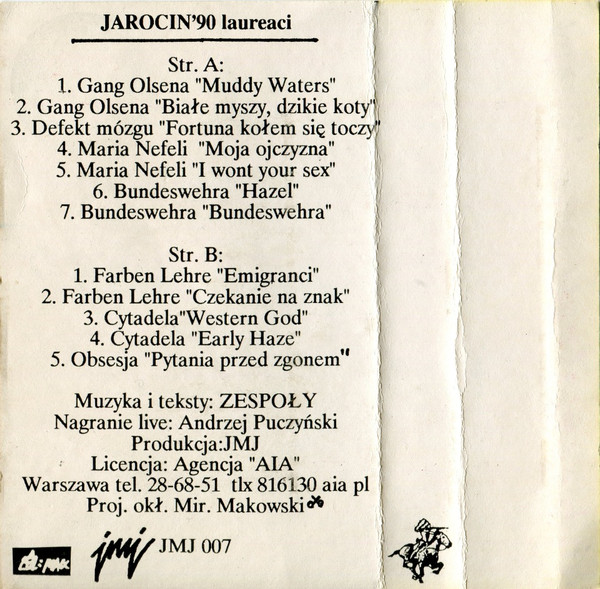 JAROCIN'90 laureaci
Str. A:
1. Gang Olsena "Muddy Waters"
2. Gang Olsena "Białe myszy, dzikie koty"
3. Defekt mózgu "Fortuna kołem się toczy"
4. Maria Nefeli "Moja ojczyzna"
5. Maria Nefeli "I wont your sex"
6. Bundeswehra "Hazel"
7. Bundeswehra "Bundeswehra"
Str. B:
1. Farben Lehre "Emigranci"
2. Farben Lehre "Czekanie na znak"
3. Cytadela"Western God"
4. Cytadela "Early Haze"
5. Obsesja "Pytania przed zgonem"
Muzyka i teksty: ZESPOŁY
Nagranie live: Andrzej Puczyński
Produkcja:JMJ
Licencja: Agencja "AIA"
Warszawa tel. 28-68-51 tlx 816130 aia pl
Proj. okł. Mir. Makowski
jmj JMJ 007